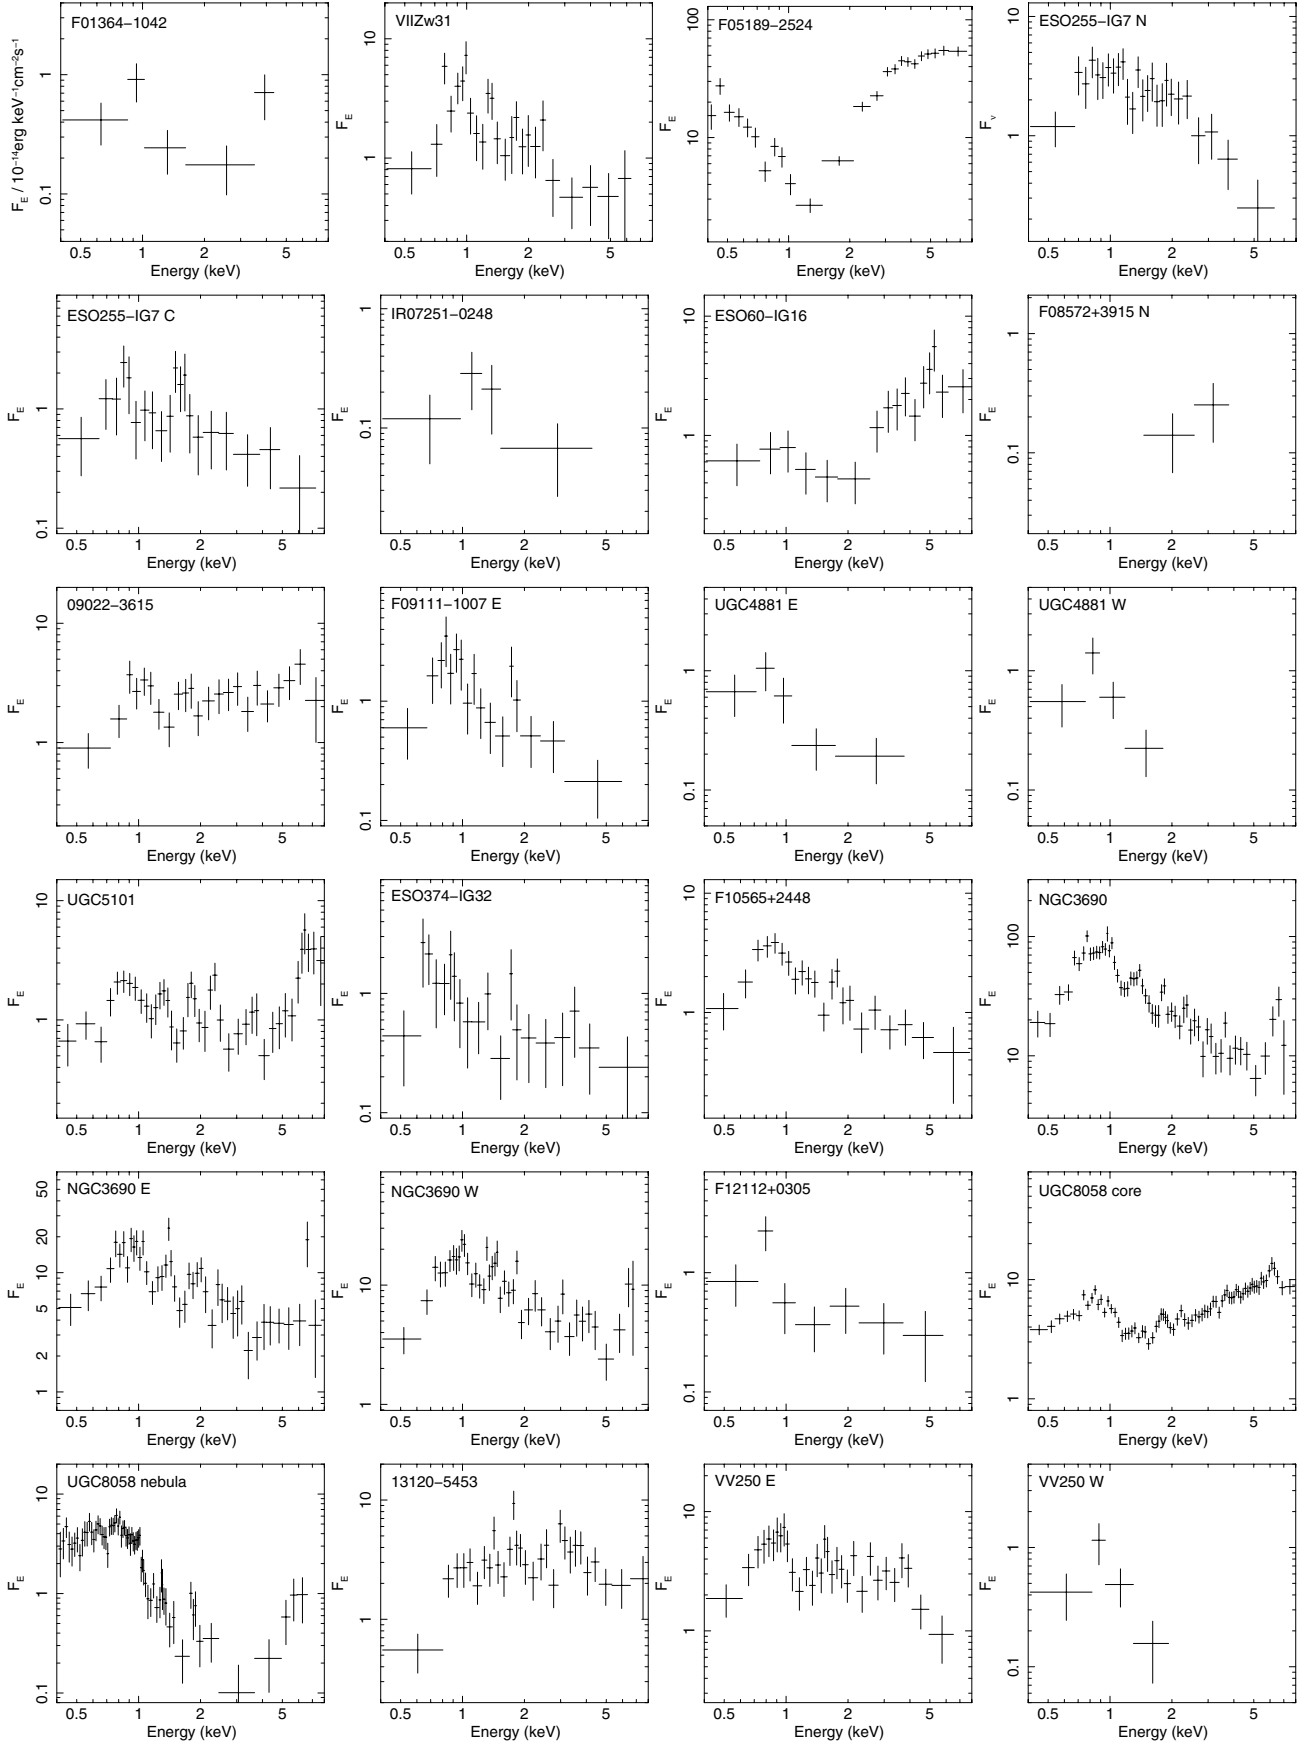 F01364−1042
VIIZw31
F05189−2524
ESO255−IG7 N
F_E / 10⁻¹⁴erg keV⁻¹cm⁻²s⁻¹
0.1 1
F_E
1 10
F_E
10 100
F_ν
1 10
0.5 1 2 5
0.5 1 2 5
0.5 1 2 5
0.5 1 2 5
Energy (keV)
Energy (keV)
Energy (keV)
Energy (keV)
ESO255−IG7 C
IR07251−0248
ESO60−IG16
F08572+3915 N
F_E
0.1 1
F_E
0.1 1
F_E
1 10
F_E
0.1 1
0.5 1 2 5
0.5 1 2 5
0.5 1 2 5
0.5 1 2 5
Energy (keV)
Energy (keV)
Energy (keV)
Energy (keV)
09022−3615
F09111−1007 E
UGC4881 E
UGC4881 W
F_E
1 10
F_E
0.1 1
F_E
0.1 1
F_E
0.1 1
0.5 1 2 5
0.5 1 2 5
0.5 1 2 5
0.5 1 2 5
Energy (keV)
Energy (keV)
Energy (keV)
Energy (keV)
UGC5101
ESO374−IG32
F10565+2448
NGC3690
F_E
1 10
F_E
0.1 1
F_E
1 10
F_E
10 100
0.5 1 2 5
0.5 1 2 5
0.5 1 2 5
0.5 1 2 5
Energy (keV)
Energy (keV)
Energy (keV)
Energy (keV)
NGC3690 E
NGC3690 W
F12112+0305
UGC8058 core
F_E
1 2 5 10 20 50
F_E
1 10
F_E
0.1 1
F_E
1 10
0.5 1 2 5
0.5 1 2 5
0.5 1 2 5
0.5 1 2 5
Energy (keV)
Energy (keV)
Energy (keV)
Energy (keV)
UGC8058 nebula
13120−5453
VV250 E
VV250 W
F_E
0.1 1 10
F_E
1 10
F_E
1 10
F_E
0.1 1
0.5 1 2 5
0.5 1 2 5
0.5 1 2 5
0.5 1 2 5
Energy (keV)
Energy (keV)
Energy (keV)
Energy (keV)